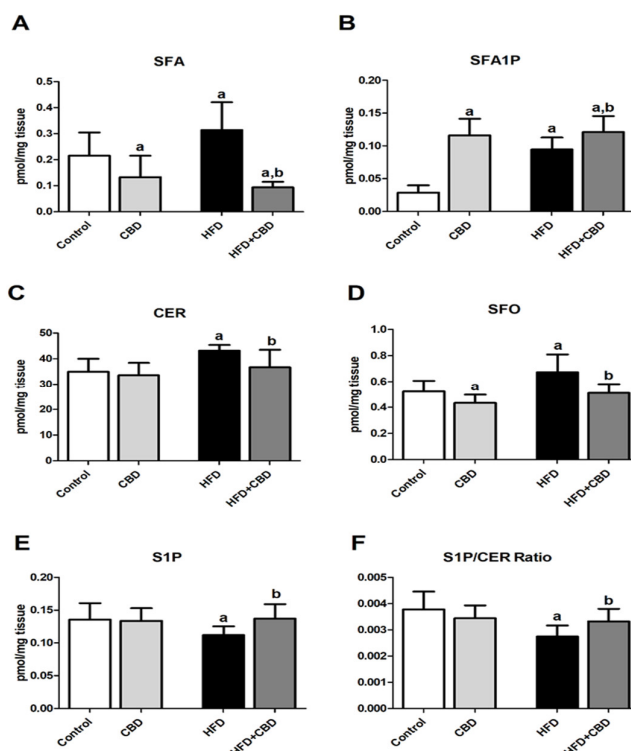 A
SFA
pmol/mg tissue
0.5
0.4
0.3
0.2
0.1
0.0
a
a
a,b
Control
CBD
HFD
HFD+CBD
B
SFA1P
pmol/mg tissue
0.20
0.15
0.10
0.05
0.00
a
a
a,b
Control
CBD
HFD
HFD+CBD
C
CER
pmol/mg tissue
50
40
30
20
10
0
a
b
Control
CBD
HFD
HFD+CBD
D
SFO
pmol/mg tissue
1.0
0.8
0.6
0.4
0.2
0.0
a
a
b
Control
CBD
HFD
HFD+CBD
E
S1P
pmol/mg tissue
0.20
0.15
0.10
0.05
0.00
a
b
Control
CBD
HFD
HFD+CBD
F
S1P/CER Ratio
0.005
0.004
0.003
0.002
0.001
0.000
a
b
Control
CBD
HFD
HFD+CBD